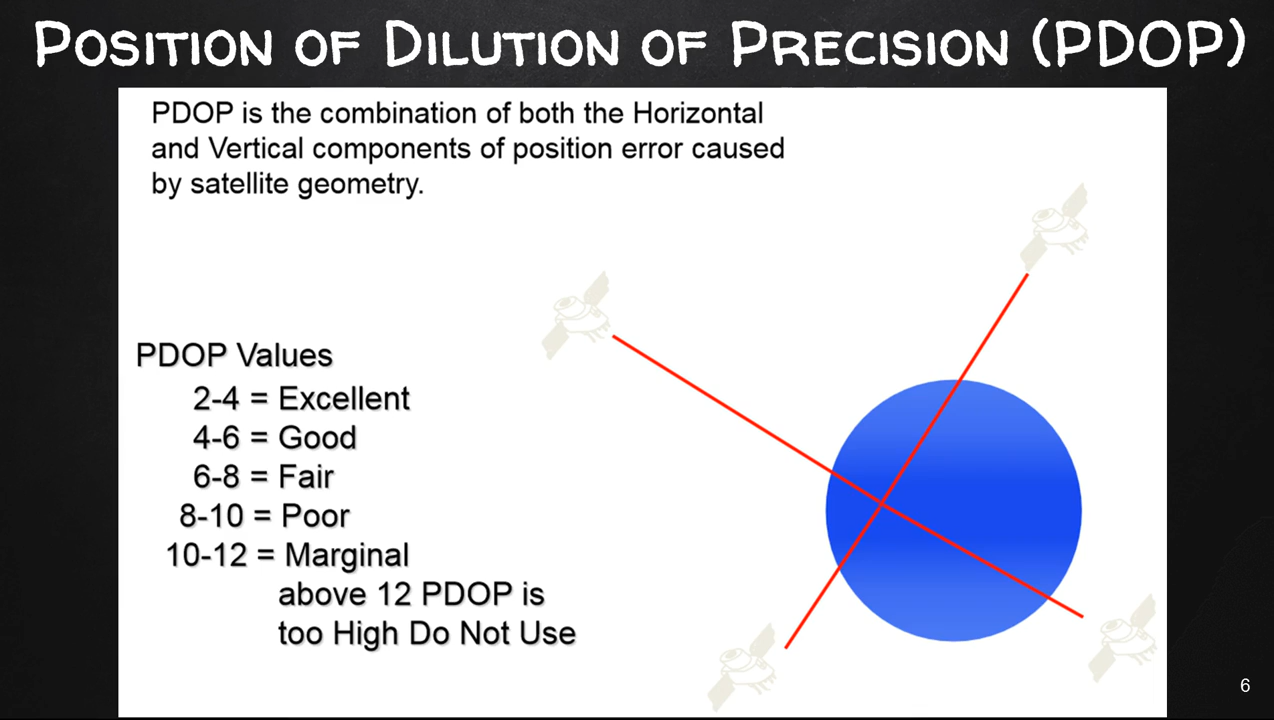 POSITION OF DILUTION OF PRECISION (PDOP)
PDOP is the combination of both the Horizontal
and Vertical components of position error caused
by satellite geometry.
PDOP Values
2-4 = Excellent
4-6 = Good
6-8 = Fair
8-10 = Poor
10-12 = Marginal
above 12 PDOP is
too High Do Not Use
6